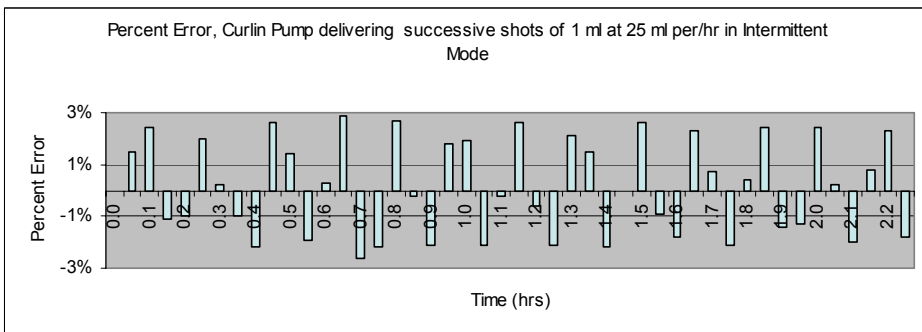 Percent Error, Curlin Pump delivering successive shots of 1 ml at 25 ml per/hr in Intermittent
Mode
3%
1%
-1%
-3%
Percent Error
0.0 0.1 0.2 0.3 0.4 0.5 0.6 0.7 0.8 0.9 1.0 1.1 1.2 1.3 1.4 1.5 1.6 1.7 1.8 1.9 2.0 2.1 2.2
Time (hrs)